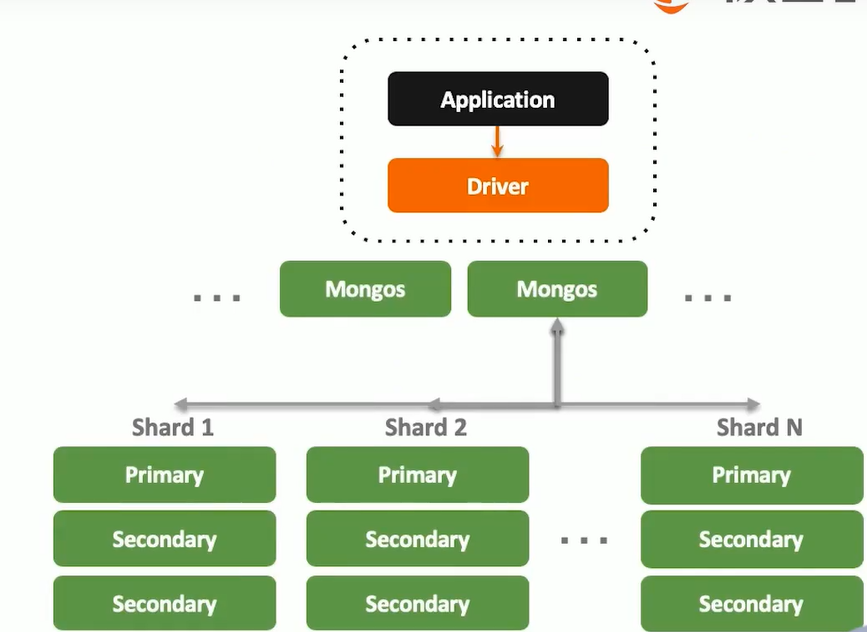 Application
Driver
... Mongos Mongos ...
Shard 1 Shard 2 Shard N
Primary Primary Primary
Secondary Secondary ... Secondary
Secondary Secondary Secondary